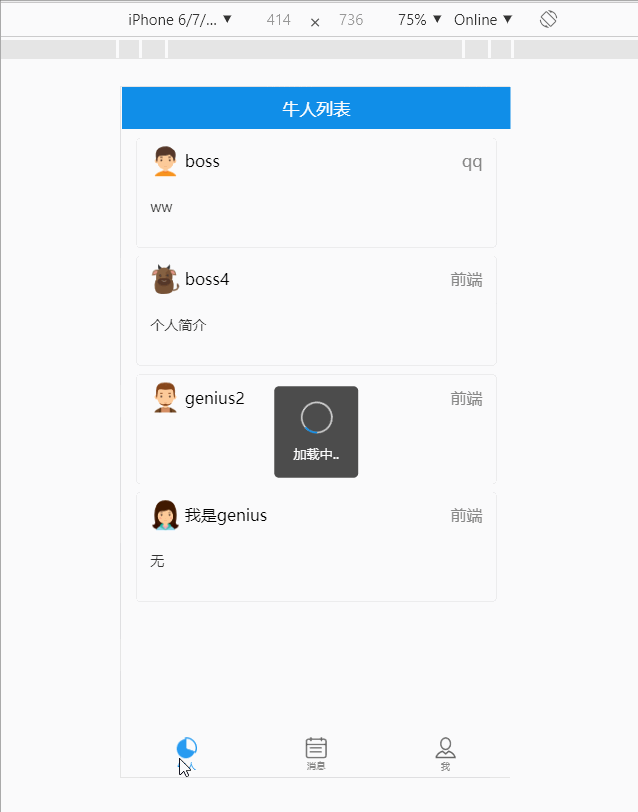 iPhone 6/7/... ▼ 414 × 736 75% ▼ Online ▼
牛人列表
boss qq
ww
boss4 前端
个人简介
genius2 前端
加载中..
我是genius 前端
无
消息 我